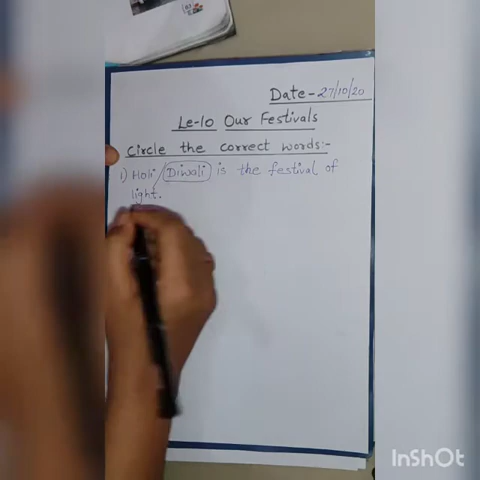 Date-27/10/20
Le-10 Our Festivals
Circle the correct words:-
1) Holi / Diwali is the festival of
light.
InShOt